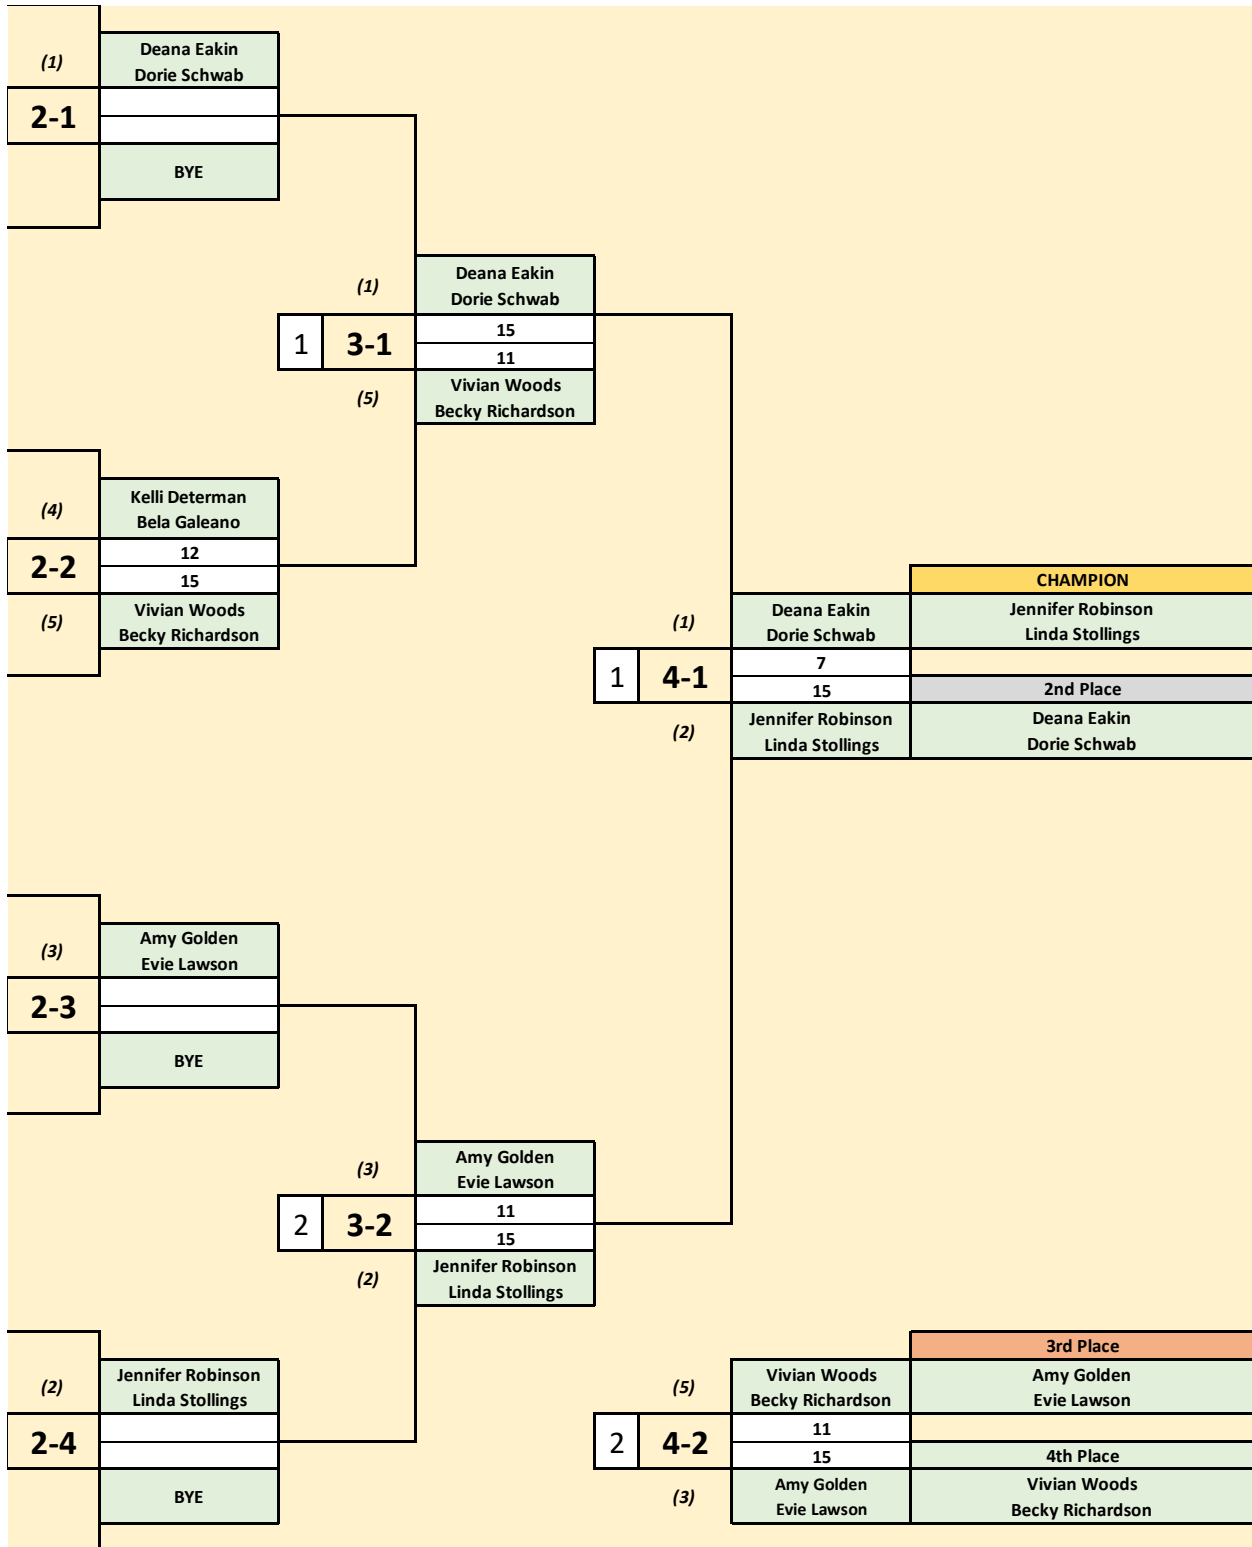 (1)
Deana Eakin
Dorie Schwab
2-1
BYE
(1)
Deana Eakin
Dorie Schwab
1
3-1
15
11
(5)
Vivian Woods
Becky Richardson
(4)
Kelli Determan
Bela Galeano
2-2
12
15
(5)
Vivian Woods
Becky Richardson
CHAMPION
(1)
Deana Eakin
Dorie Schwab
Jennifer Robinson
Linda Stollings
1
4-1
7
15
2nd Place
(2)
Jennifer Robinson
Linda Stollings
Deana Eakin
Dorie Schwab
(3)
Amy Golden
Evie Lawson
2-3
BYE
(3)
Amy Golden
Evie Lawson
2
3-2
11
15
(2)
Jennifer Robinson
Linda Stollings
(2)
Jennifer Robinson
Linda Stollings
2-4
BYE
3rd Place
(5)
Vivian Woods
Becky Richardson
Amy Golden
Evie Lawson
2
4-2
11
15
4th Place
(3)
Amy Golden
Evie Lawson
Vivian Woods
Becky Richardson